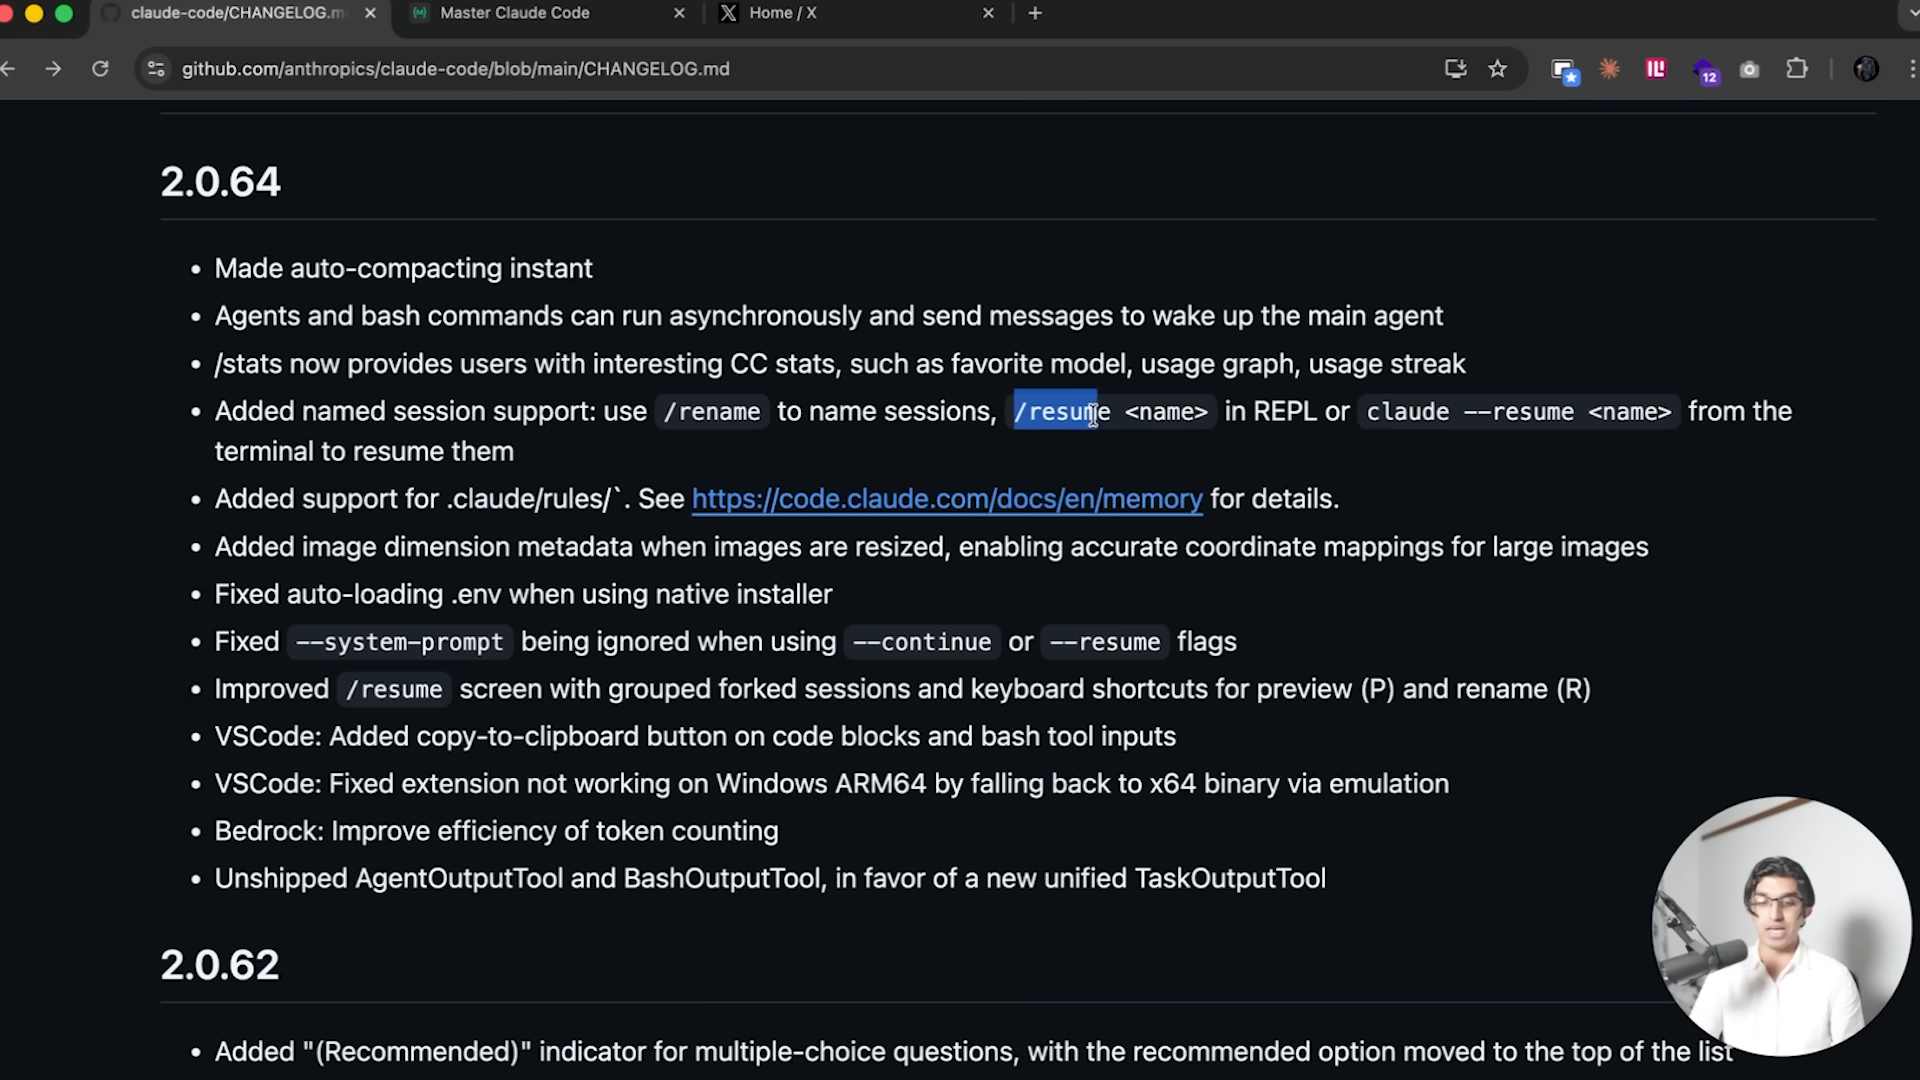 claude-code/CHANGELOG.m
Master Claude Code
Home / X
github.com/anthropics/claude-code/blob/main/CHANGELOG.md
12
2.0.64
• Made auto-compacting instant
• Agents and bash commands can run asynchronously and send messages to wake up the main agent
• /stats now provides users with interesting CC stats, such as favorite model, usage graph, usage streak
• Added named session support: use /rename to name sessions, /resume <name> in REPL or claude --resume <name> from the
terminal to resume them
• Added support for .claude/rules/`. See https://code.claude.com/docs/en/memory for details.
• Added image dimension metadata when images are resized, enabling accurate coordinate mappings for large images
• Fixed auto-loading .env when using native installer
• Fixed --system-prompt being ignored when using --continue or --resume flags
• Improved /resume screen with grouped forked sessions and keyboard shortcuts for preview (P) and rename (R)
• VSCode: Added copy-to-clipboard button on code blocks and bash tool inputs
• VSCode: Fixed extension not working on Windows ARM64 by falling back to x64 binary via emulation
• Bedrock: Improve efficiency of token counting
• Unshipped AgentOutputTool and BashOutputTool, in favor of a new unified TaskOutputTool
2.0.62
• Added "(Recommended)" indicator for multiple-choice questions, with the recommended option moved to the top of the list